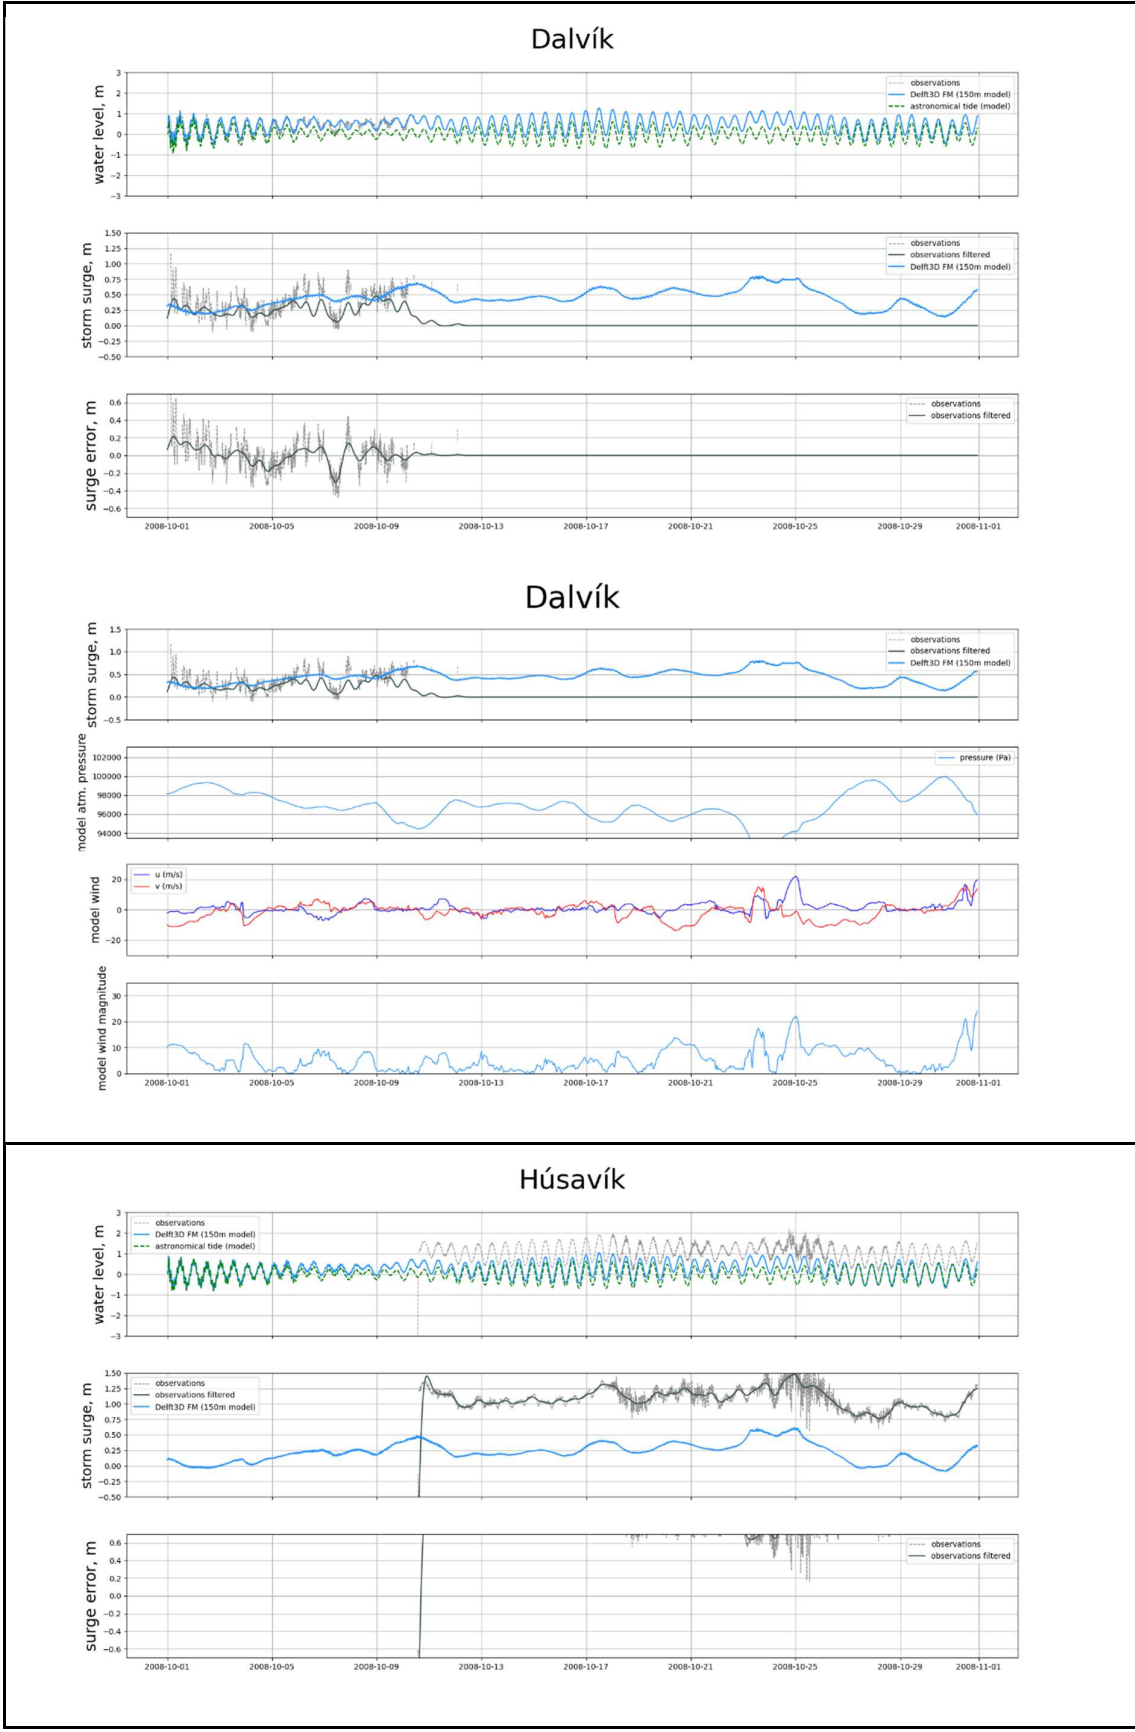 Dalvík
water level, m
3
2
1
0
−1
−2
−3
observations
Delft3D FM (150m model)
astronomical tide (model)
storm surge, m
1.50
1.25
1.00
0.75
0.50
0.25
0.00
−0.25
−0.50
observations
observations filtered
Delft3D FM (150m model)
surge error, m
0.6
0.4
0.2
0.0
−0.2
−0.4
−0.6
observations
observations filtered
2008-10-01 2008-10-05 2008-10-09 2008-10-13 2008-10-17 2008-10-21 2008-10-25 2008-10-29 2008-11-01
Dalvík
storm surge, m
1.5
1.0
0.5
0.0
−0.5
observations
observations filtered
Delft3D FM (150m model)
model atm. pressure
102000
100000
98000
96000
94000
pressure (Pa)
model wind
20
0
−20
u (m/s)
v (m/s)
model wind magnitude
30
20
10
0
2008-10-01 2008-10-05 2008-10-09 2008-10-13 2008-10-17 2008-10-21 2008-10-25 2008-10-29 2008-11-01
Húsavík
water level, m
3
2
1
0
−1
−2
−3
observations
Delft3D FM (150m model)
astronomical tide (model)
storm surge, m
1.50
1.25
1.00
0.75
0.50
0.25
0.00
−0.25
−0.50
observations
observations filtered
Delft3D FM (150m model)
surge error, m
0.6
0.4
0.2
0.0
−0.2
−0.4
−0.6
observations
observations filtered
2008-10-01 2008-10-05 2008-10-09 2008-10-13 2008-10-17 2008-10-21 2008-10-25 2008-10-29 2008-11-01